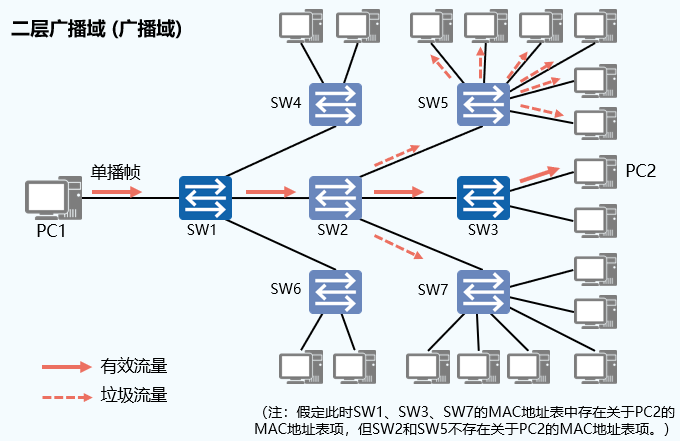 二层广播域 (广播域)
SW4
SW5
单播帧
PC2
PC1
SW1
SW2
SW3
SW6
SW7
有效流量
垃圾流量
（注：假定此时SW1、SW3、SW7的MAC地址表中存在关于PC2的
MAC地址表项，但SW2和SW5不存在关于PC2的MAC地址表项。）